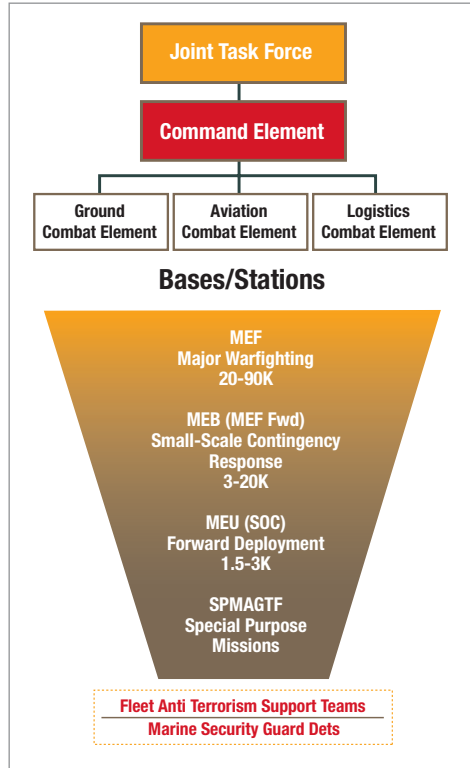 Joint Task Force
Command Element
Ground
Combat Element
Aviation
Combat Element
Logistics
Combat Element
Bases/Stations
MEF
Major Warfighting
20-90K
MEB (MEF Fwd)
Small-Scale Contingency
Response
3-20K
MEU (SOC)
Forward Deployment
1.5-3K
SPMAGTF
Special Purpose
Missions
Fleet Anti Terrorism Support Teams
Marine Security Guard Dets